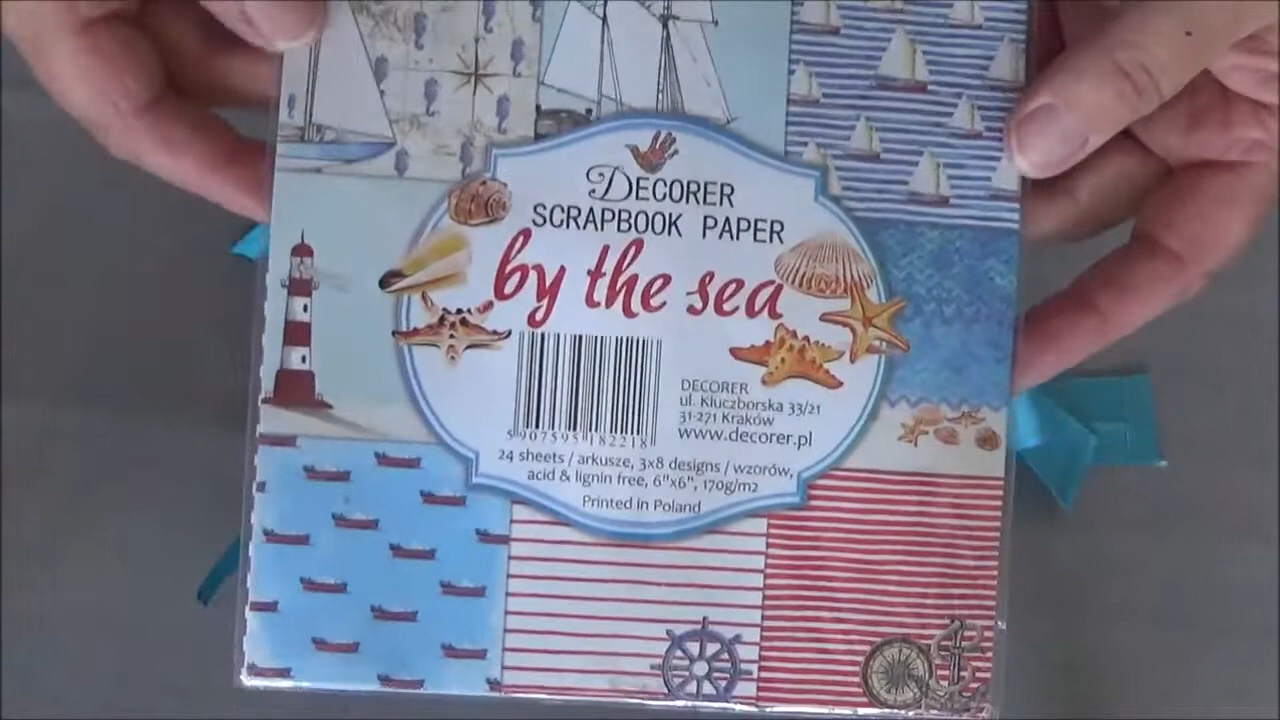 DECORER
SCRAPBOOK PAPER
by the sea
DECORER
ul. Kluczborska 33/21
31-271 Kraków
www.decorer.pl
5 907595 182218
24 sheets / arkusze, 3x8 designs / wzorów,
acid & lignin free, 6"x6", 170g/m2
Printed in Poland